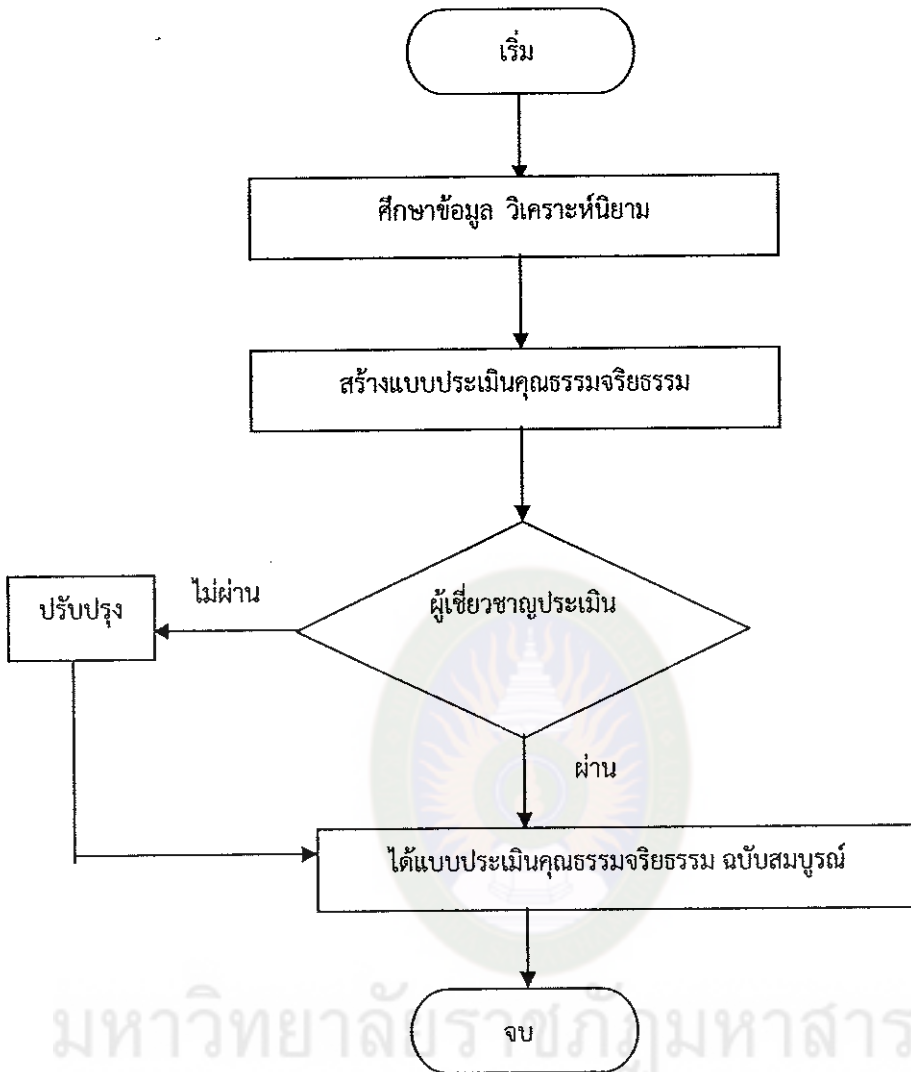 เริ่ม
ศึกษาข้อมูล วิเคราะห์นิยาม
สร้างแบบประเมินคุณธรรมจริยธรรม
ผู้เชี่ยวชาญประเมิน
ไม่ผ่าน
ปรับปรุง
ผ่าน
ได้แบบประเมินคุณธรรมจริยธรรม ฉบับสมบูรณ์
จบ
มหาวิทยาลัยราชภัฏมหาสาร